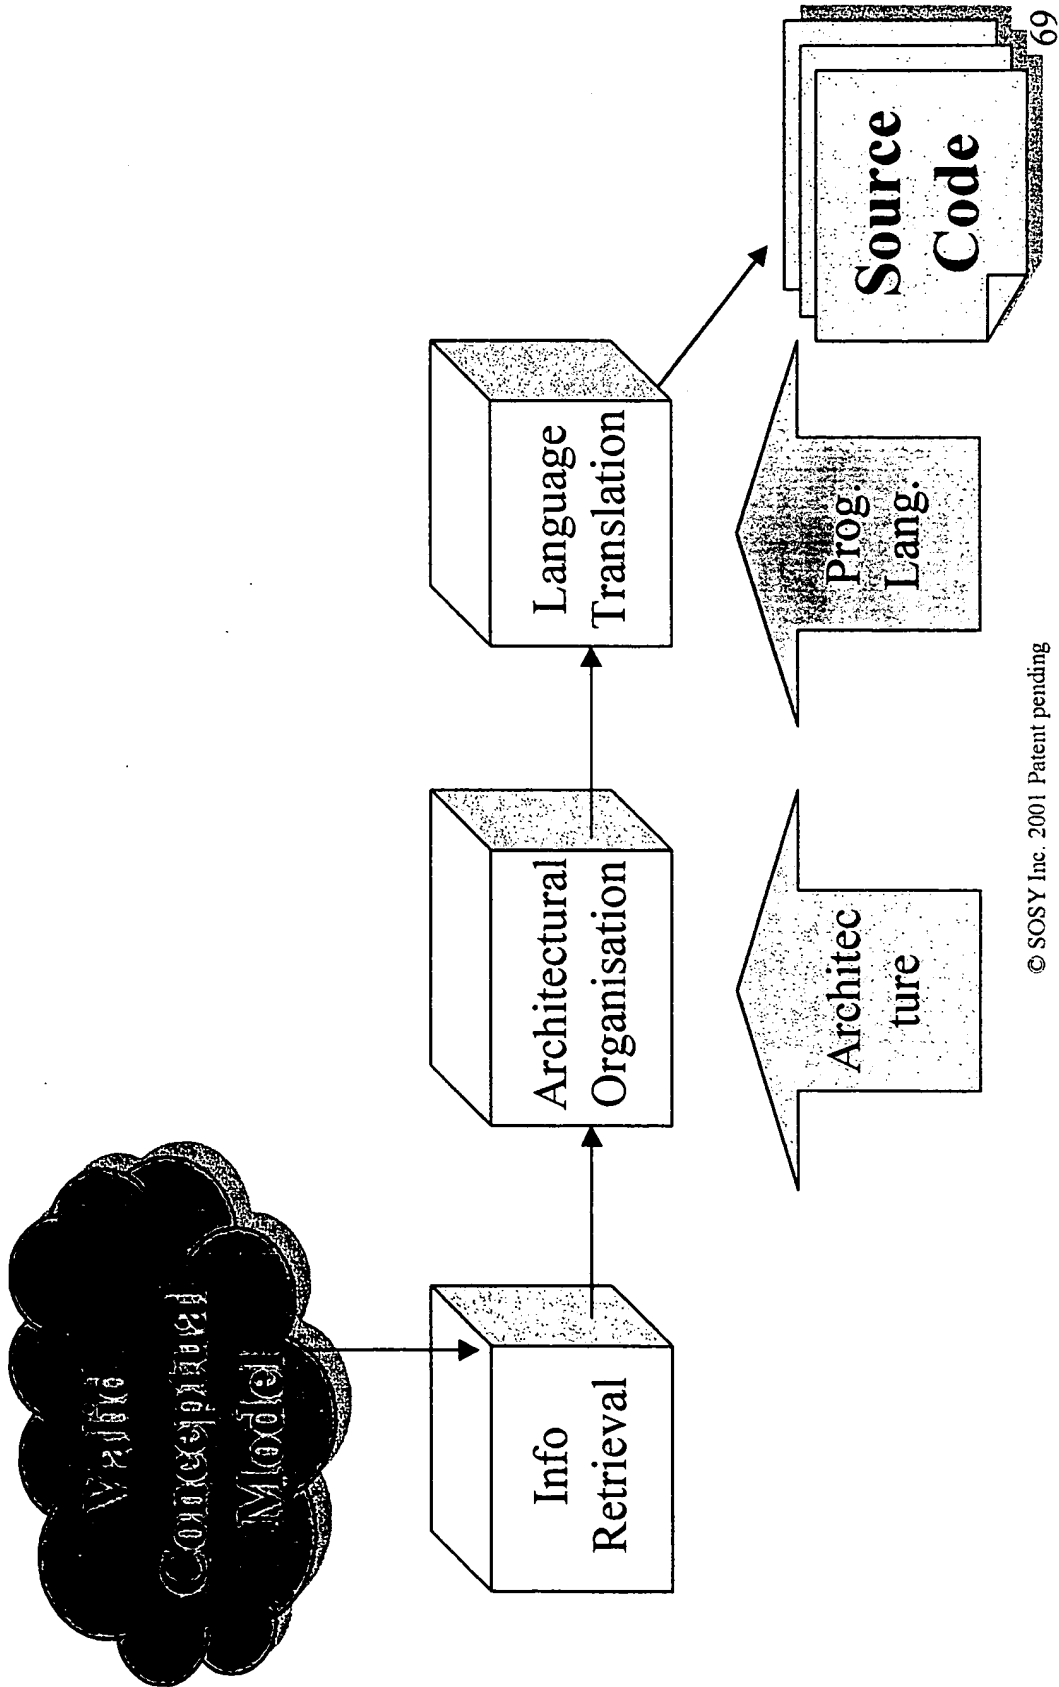 Valid
Conceptual
Model
Info
Retrieval
Architectural
Organisation
Language
Translation
Architec
ture
Prog.
Lang.
Source
Code
© SOSY Inc. 2001 Patent pending
69